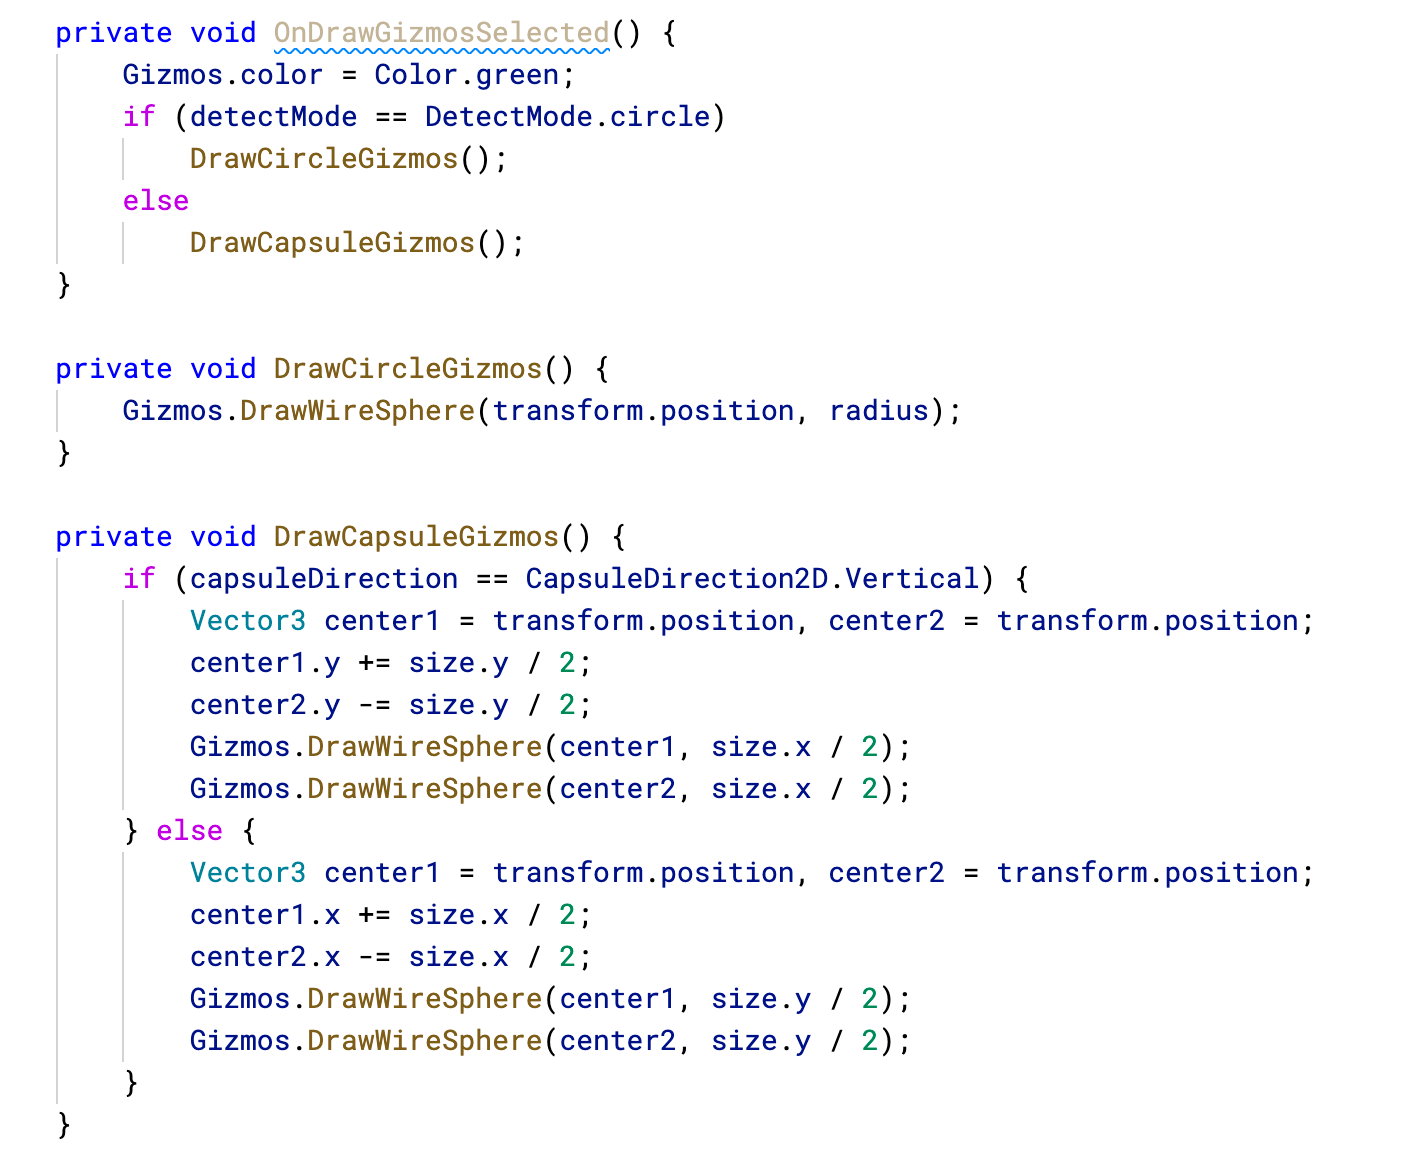 private void OnDrawGizmosSelected() {
    Gizmos.color = Color.green;
    if (detectMode == DetectMode.circle)
        DrawCircleGizmos();
    else
        DrawCapsuleGizmos();
}

private void DrawCircleGizmos() {
    Gizmos.DrawWireSphere(transform.position, radius);
}

private void DrawCapsuleGizmos() {
    if (capsuleDirection == CapsuleDirection2D.Vertical) {
        Vector3 center1 = transform.position, center2 = transform.position;
        center1.y += size.y / 2;
        center2.y -= size.y / 2;
        Gizmos.DrawWireSphere(center1, size.x / 2);
        Gizmos.DrawWireSphere(center2, size.x / 2);
    } else {
        Vector3 center1 = transform.position, center2 = transform.position;
        center1.x += size.x / 2;
        center2.x -= size.x / 2;
        Gizmos.DrawWireSphere(center1, size.y / 2);
        Gizmos.DrawWireSphere(center2, size.y / 2);
    }
}